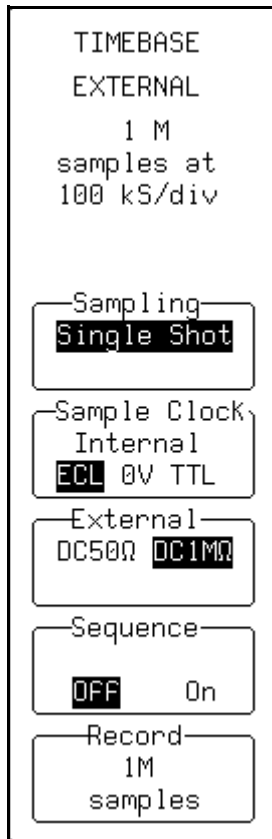 TIMEBASE
EXTERNAL
1 M
samples at
100 kS/div
Sampling
Single Shot
Sample Clock
Internal
ECL 0V TTL
External
DC50Ω DC1MΩ
Sequence
OFF On
Record
1M
samples